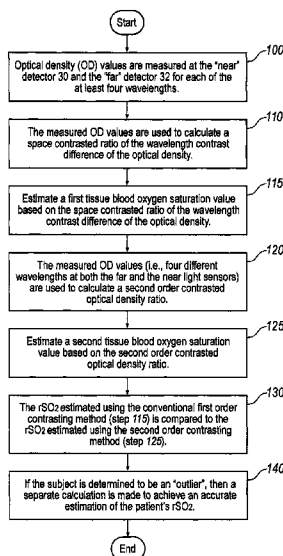 Start
100
Optical density (OD) values are measured at the "near"
detector 30 and the "far" detector 32 for each of the
at least four wavelengths.
110
The measured OD values are used to calculate a
space contrasted ratio of the wavelength contrast
difference of the optical density.
115
Estimate a first tissue blood oxygen saturation value
based on the space contrasted ratio of the wavelength
contrast difference of the optical density.
120
The measured OD values (i.e., four different
wavelengths at both the far and the near light sensors)
are used to calculate a second order contrasted
optical density ratio.
125
Estimate a second tissue blood oxygen saturation
value based on the second order contrasted
optical density ratio.
130
The rSO2 estimated using the conventional first order
contrasting method (step 115) is compared to the
rSO2 estimated using the second order contrasting
method (step 125).
140
If the subject is determined to be an "outlier", then a
separate calculation is made to achieve an accurate
estimation of the patient's rSO2.
End